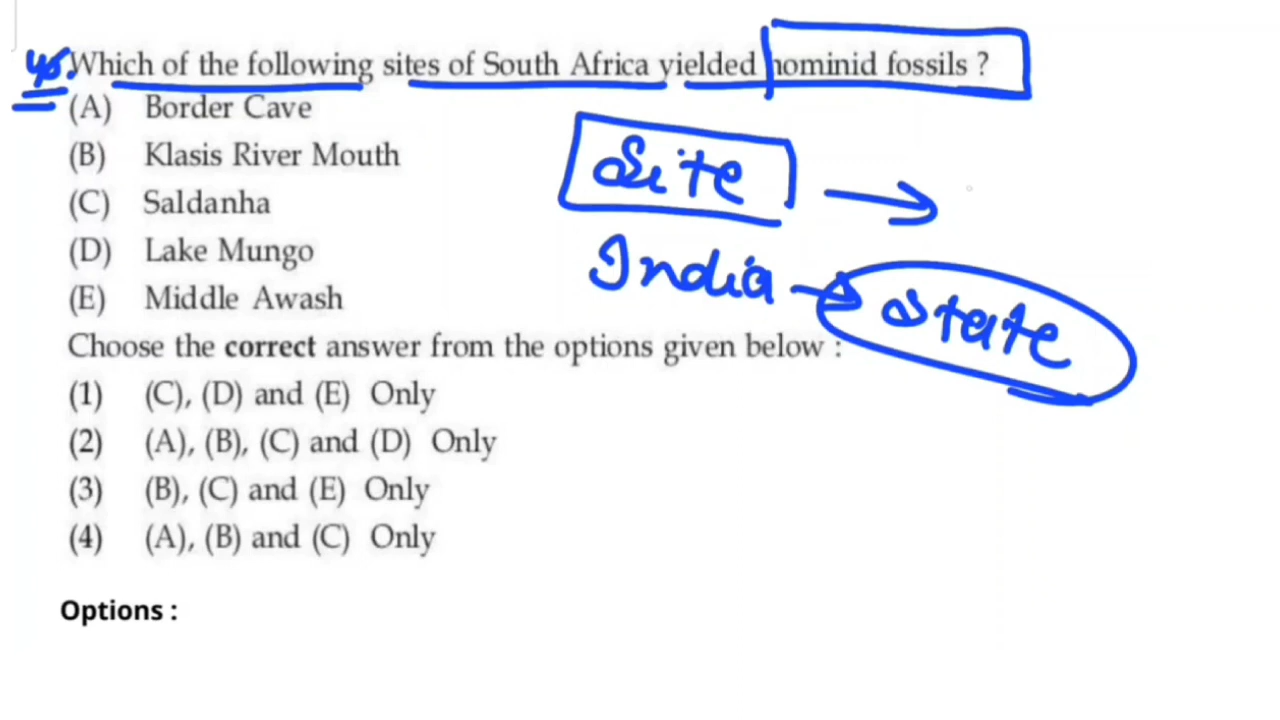 45. Which of the following sites of South Africa yielded hominid fossils ?
(A) Border Cave
(B) Klasis River Mouth
(C) Saldanha
(D) Lake Mungo
(E) Middle Awash
Site →
India → State
Choose the correct answer from the options given below :
(1) (C), (D) and (E) Only
(2) (A), (B), (C) and (D) Only
(3) (B), (C) and (E) Only
(4) (A), (B) and (C) Only
Options :